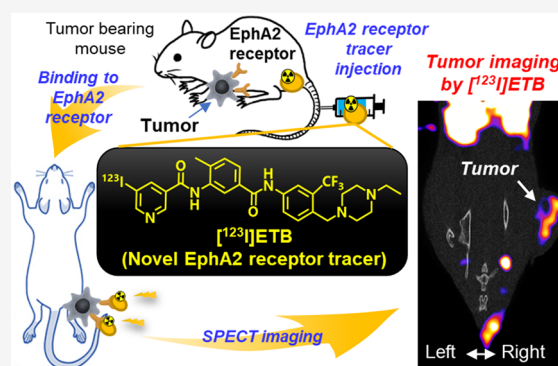 Tumor bearing
mouse
EphA2
receptor
EphA2 receptor
tracer
injection
Binding to
EphA2
receptor
Tumor
Tumor imaging
by [¹²³I]ETB
Tumor
¹²³I
N
O
N
H
O
H
N
CF₃
N
N
[¹²³I]ETB
(Novel EphA2 receptor tracer)
SPECT imaging
Left
Right